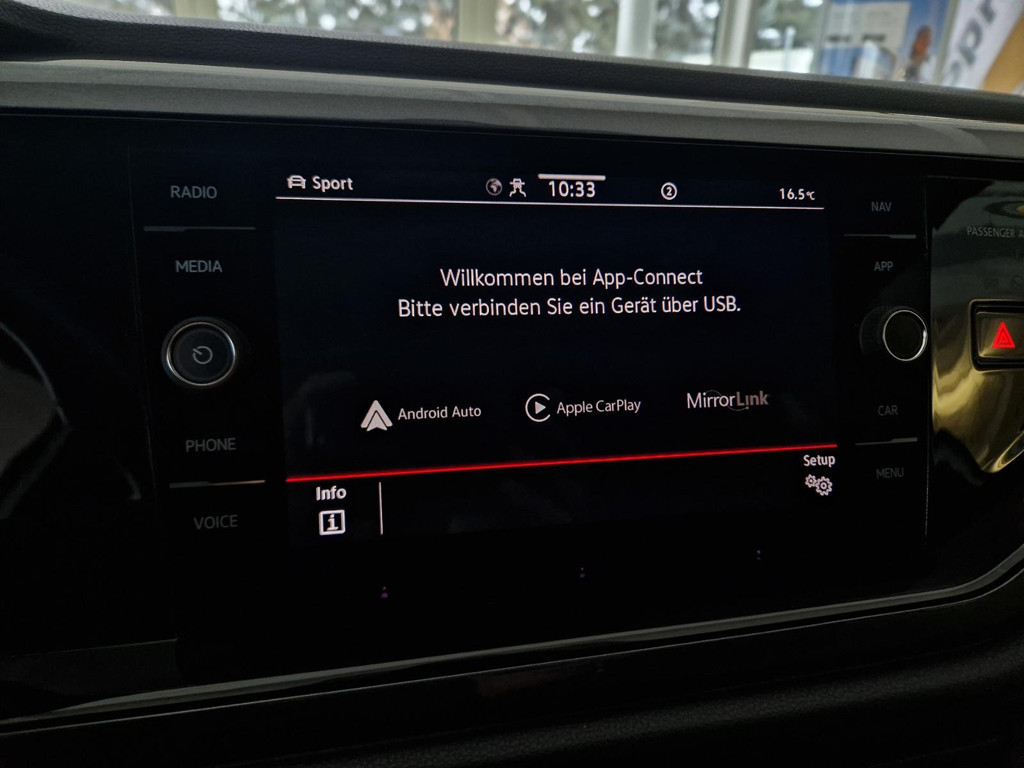 RADIO
MEDIA
PHONE
VOICE
Sport
10:33
2
16.5°C
Willkommen bei App-Connect
Bitte verbinden Sie ein Gerät über USB.
Android Auto
Apple CarPlay
MirrorLink
Info
i
Setup
NAV
APP
CAR
MENU
PASSENGER